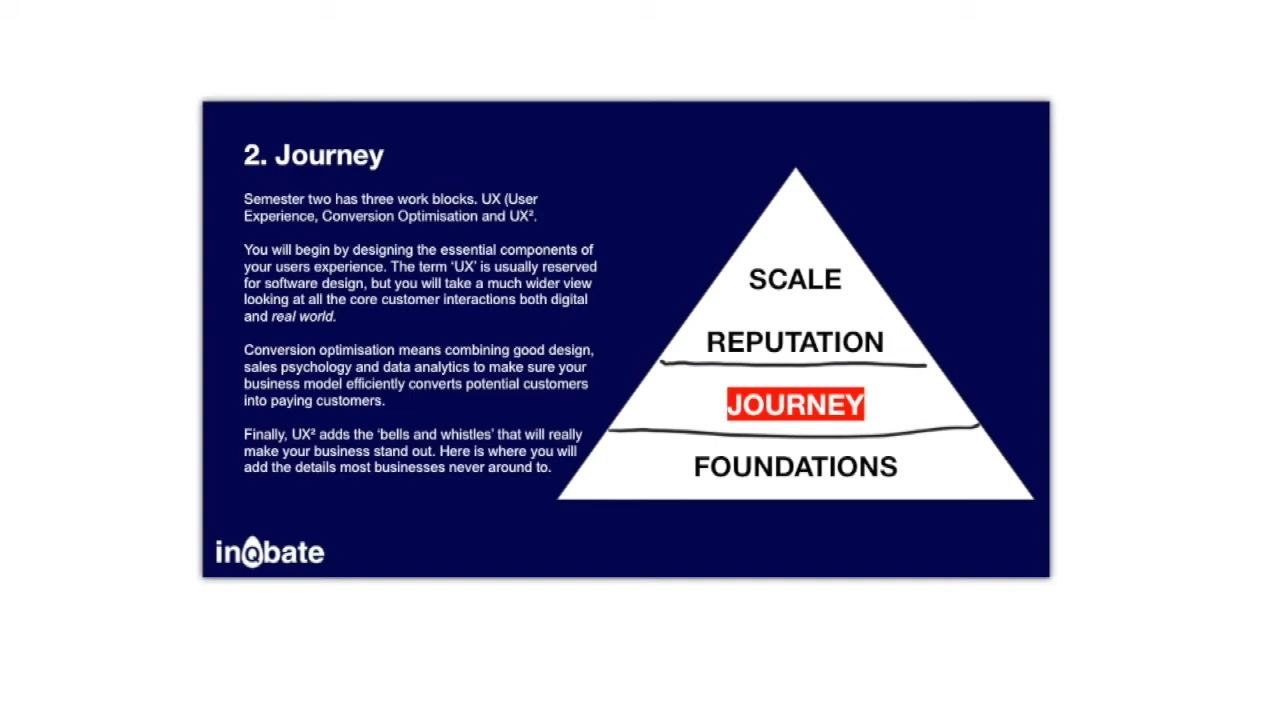 2. Journey
Semester two has three work blocks. UX (User
Experience, Conversion Optimisation and UX².
You will begin by designing the essential components of
your users experience. The term ‘UX’ is usually reserved
for software design, but you will take a much wider view
looking at all the core customer interactions both digital
and real world.
Conversion optimisation means combining good design,
sales psychology and data analytics to make sure your
business model efficiently converts potential customers
into paying customers.
Finally, UX² adds the ‘bells and whistles’ that will really
make your business stand out. Here is where you will
add the details most businesses never around to.
SCALE
REPUTATION
JOURNEY
FOUNDATIONS
inQbate